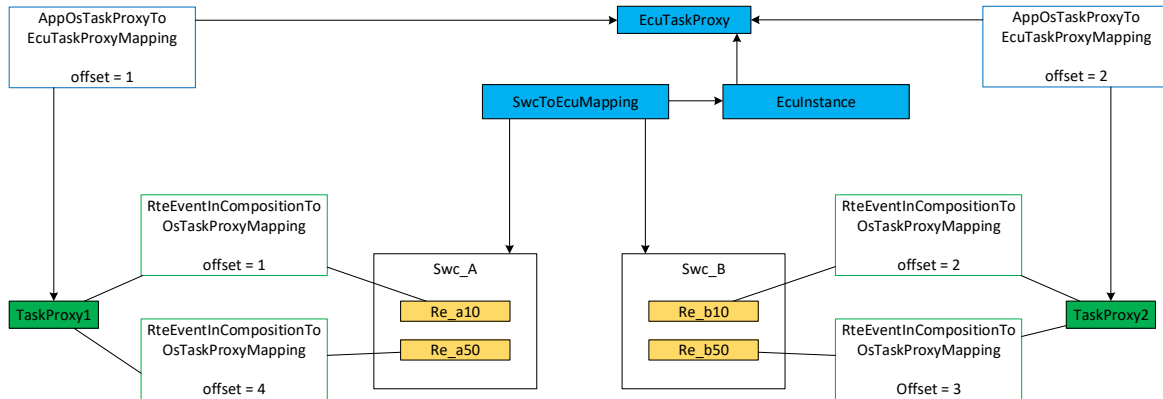 AppOsTaskProxyTo
EcuTaskProxyMapping
offset = 1
EcuTaskProxy
AppOsTaskProxyTo
EcuTaskProxyMapping
offset = 2
SwcToEcuMapping
EcuInstance
RteEventInCompositionTo
OsTaskProxyMapping
offset = 1
Swc_A
Swc_B
RteEventInCompositionTo
OsTaskProxyMapping
offset = 2
TaskProxy1
Re_a10
Re_b10
TaskProxy2
RteEventInCompositionTo
OsTaskProxyMapping
offset = 4
Re_a50
Re_b50
RteEventInCompositionTo
OsTaskProxyMapping
Offset = 3